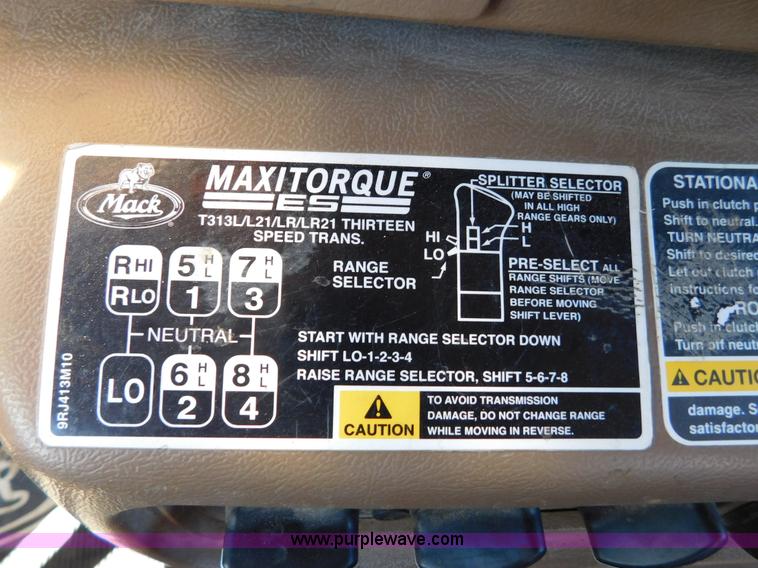 Mack
MAXITORQUE®
ES
T313L/L21/LR/LR21 THIRTEEN
SPEED TRANS.
SPLITTER SELECTOR
(MAY BE SHIFTED
IN ALL HIGH
RANGE GEARS ONLY)
H
L
HI
LO
RANGE
SELECTOR
PRE-SELECT ALL
RANGE SHIFTS (MOVE
RANGE SELECTOR
BEFORE MOVING
SHIFT LEVER)
R HI 5 H L 7 H L
R LO 1 3
NEUTRAL
LO 6 H L 8 H L
2 4
START WITH RANGE SELECTOR DOWN
SHIFT LO-1-2-3-4
RAISE RANGE SELECTOR, SHIFT 5-6-7-8
CAUTION
TO AVOID TRANSMISSION
DAMAGE, DO NOT CHANGE RANGE
WHILE MOVING IN REVERSE.
9RJ413M10
STATIONA
Push in clutch p
Shift to neutral.
TURN NEUTRA
Shift to desired
Let out clutch
Instructions fo
RO
Push in clutch
Turn off neut
CAUTIO
damage. S
satisfactor
www.purplewave.com